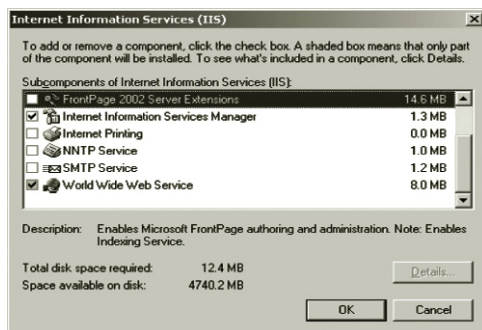 Internet Information Services (IIS)
To add or remove a component, click the check box. A shaded box means that only part
of the component will be installed. To see what's included in a component, click Details.
Subcomponents of Internet Information Services (IIS):
FrontPage 2002 Server Extensions 14.6 MB
Internet Information Services Manager 1.3 MB
Internet Printing 0.0 MB
NNTP Service 1.0 MB
SMTP Service 1.2 MB
World Wide Web Service 8.0 MB
Description: Enables Microsoft FrontPage authoring and administration. Note: Enables
Indexing Service.
Total disk space required: 12.4 MB
Space available on disk: 4740.2 MB
Details...
OK Cancel